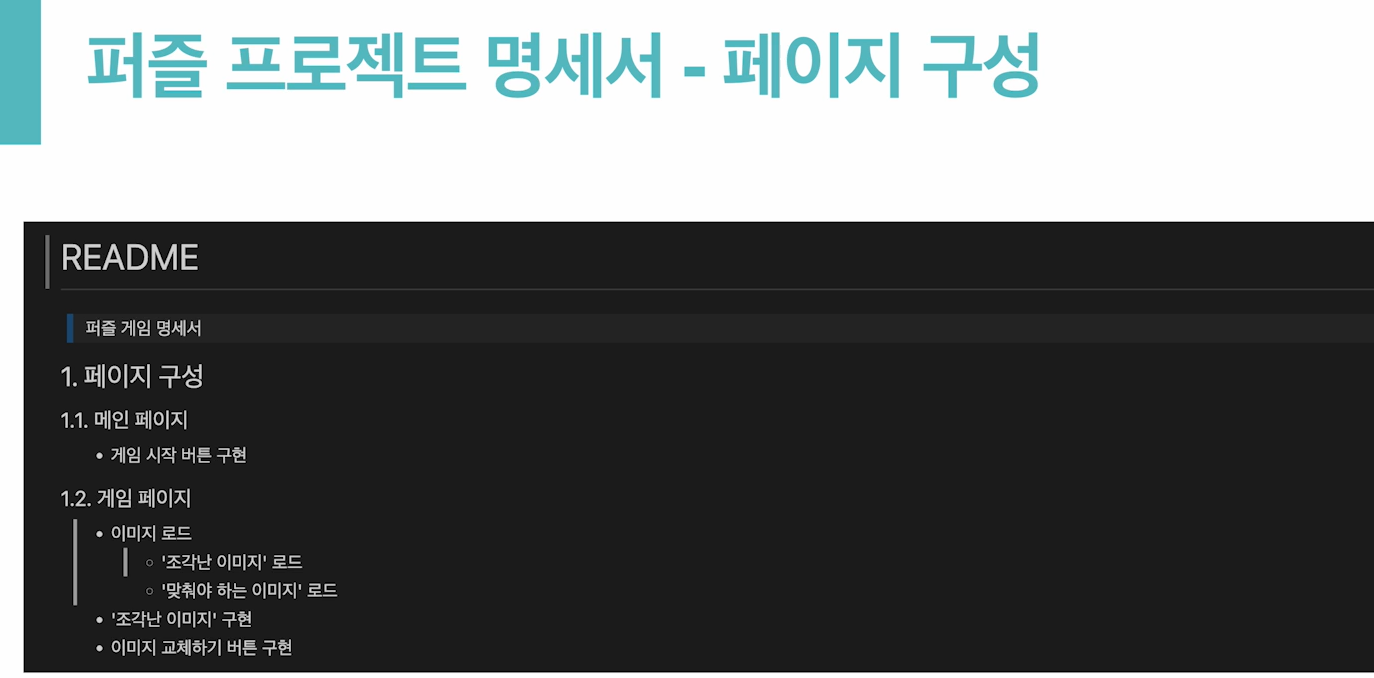 퍼즐 프로젝트 명세서 - 페이지 구성
README
퍼즐 게임 명세서
1. 페이지 구성
1.1. 메인 페이지
• 게임 시작 버튼 구현
1.2. 게임 페이지
• 이미지 로드
○ '조각난 이미지' 로드
○ '맞춰야 하는 이미지' 로드
• '조각난 이미지' 구현
• 이미지 교체하기 버튼 구현